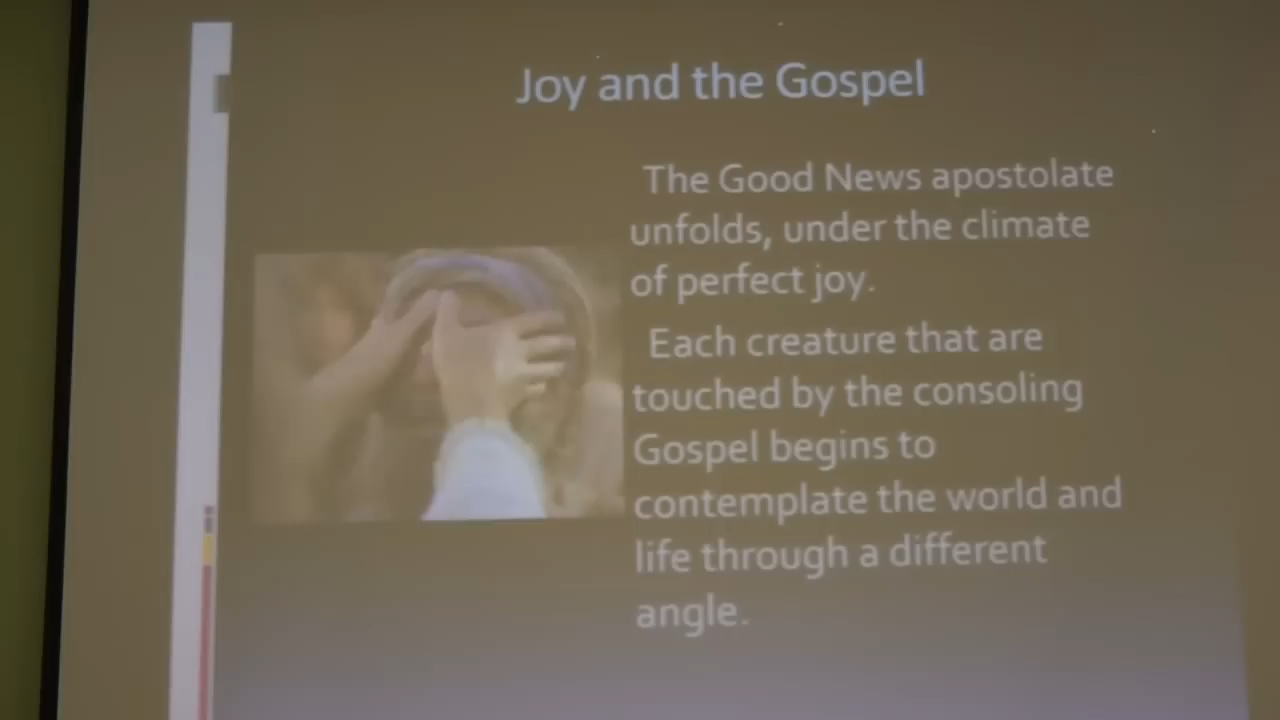 Joy and the Gospel
The Good News apostolate
unfolds, under the climate
of perfect joy.
Each creature that are
touched by the consoling
Gospel begins to
contemplate the world and
life through a different
angle.